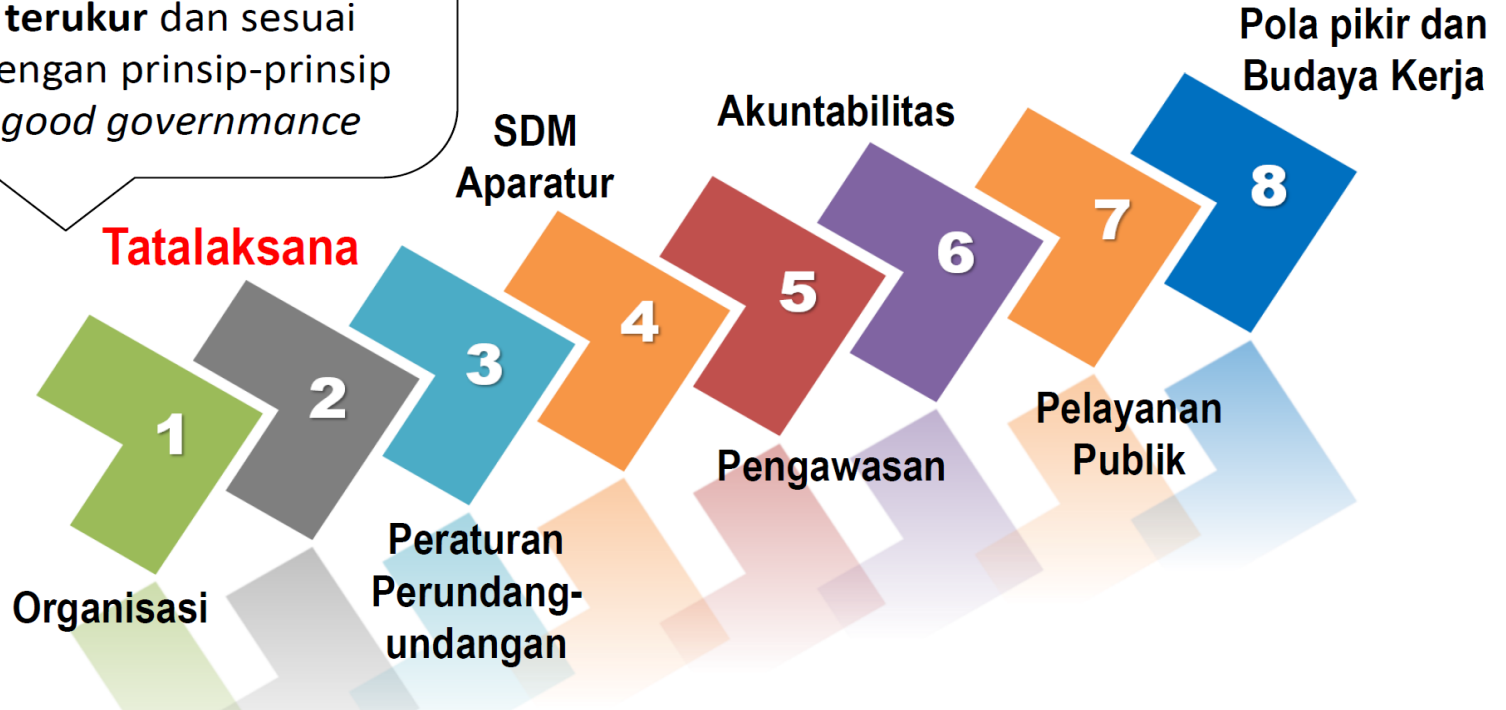 terukur dan sesuai
engan prinsip-prinsip
good governmance
Tatalaksana
SDM
Aparatur
Akuntabilitas
Pola pikir dan
Budaya Kerja
1
2
3
4
5
6
7
8
Organisasi
Peraturan
Perundang-
undangan
Pengawasan
Pelayanan
Publik